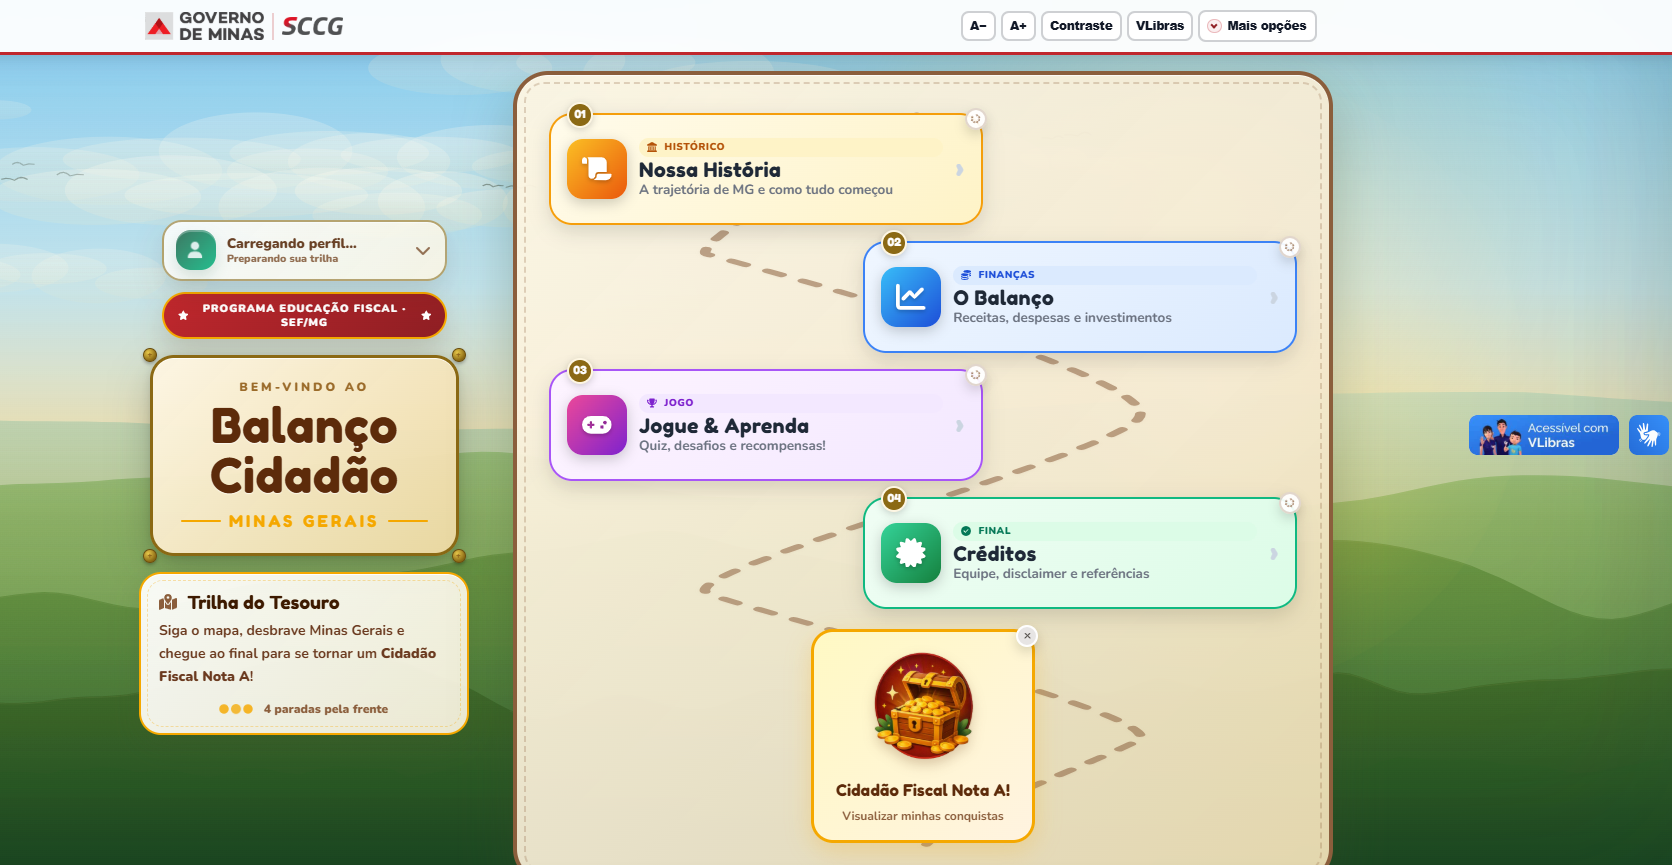 GOVERNO
DE MINAS
SCCG
A−
A+
Contraste
VLibras
Mais opções
Carregando perfil...
Preparando sua trilha
PROGRAMA EDUCAÇÃO FISCAL ·
SEF/MG
BEM-VINDO AO
Balanço
Cidadão
MINAS GERAIS
Trilha do Tesouro
Siga o mapa, desbrave Minas Gerais e
chegue ao final para se tornar um Cidadão
Fiscal Nota A!
4 paradas pela frente
01
HISTÓRICO
Nossa História
A trajetória de MG e como tudo começou
02
FINANÇAS
O Balanço
Receitas, despesas e investimentos
03
JOGO
Jogue & Aprenda
Quiz, desafios e recompensas!
04
FINAL
Créditos
Equipe, disclaimer e referências
Cidadão Fiscal Nota A!
Visualizar minhas conquistas
Acessível com
VLibras